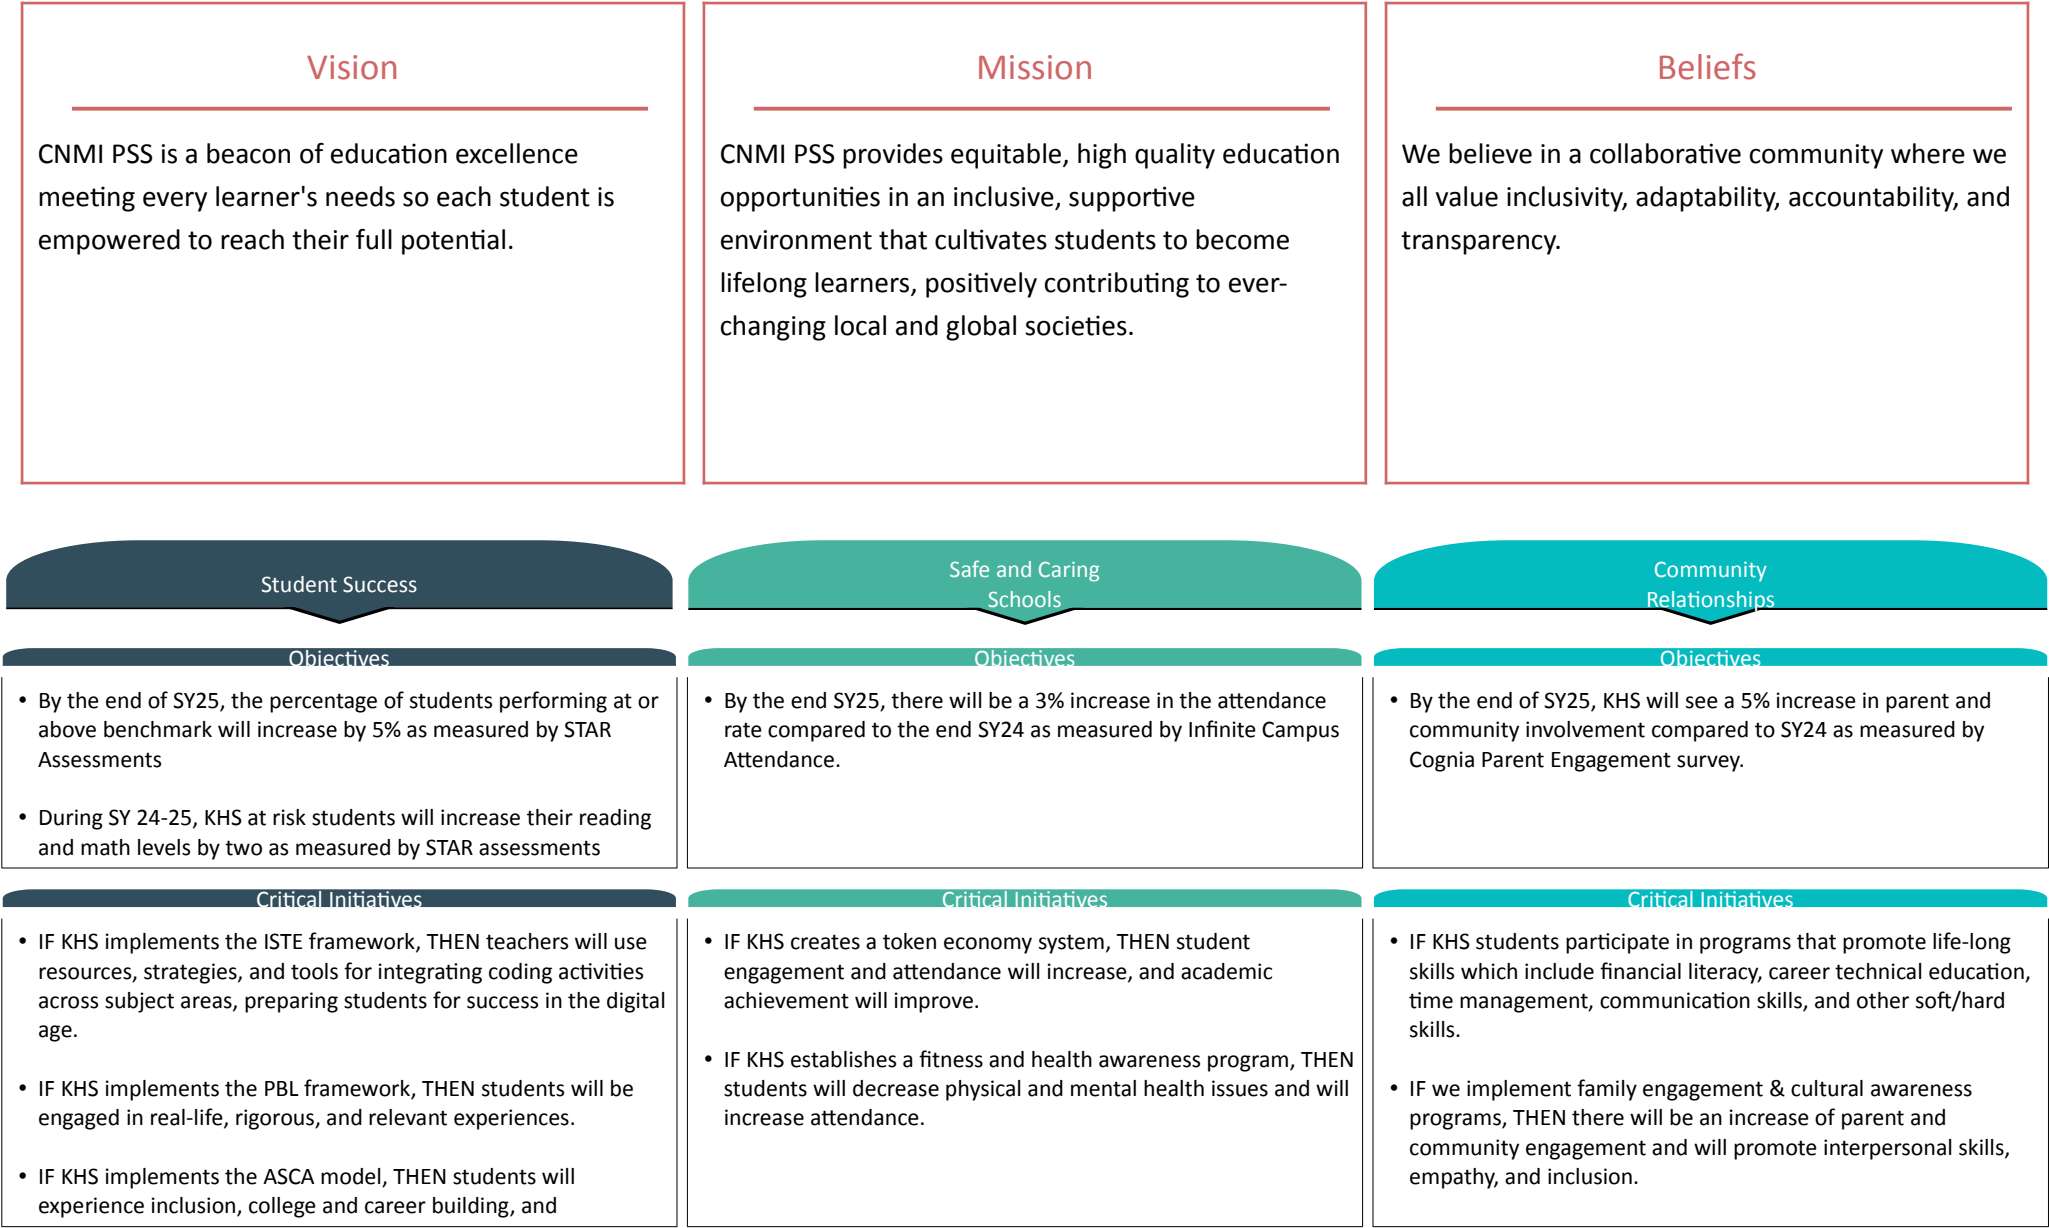 Vision
CNMI PSS is a beacon of education excellence
meeting every learner's needs so each student is
empowered to reach their full potential.
Mission
CNMI PSS provides equitable, high quality education
opportunities in an inclusive, supportive
environment that cultivates students to become
lifelong learners, positively contributing to ever-
changing local and global societies.
Beliefs
We believe in a collaborative community where we
all value inclusivity, adaptability, accountability, and
transparency.
Student Success
Objectives
• By the end of SY25, the percentage of students performing at or
above benchmark will increase by 5% as measured by STAR
Assessments
• During SY 24-25, KHS at risk students will increase their reading
and math levels by two as measured by STAR assessments
Critical Initiatives
• IF KHS implements the ISTE framework, THEN teachers will use
resources, strategies, and tools for integrating coding activities
across subject areas, preparing students for success in the digital
age.
• IF KHS implements the PBL framework, THEN students will be
engaged in real-life, rigorous, and relevant experiences.
• IF KHS implements the ASCA model, THEN students will
experience inclusion, college and career building, and
Safe and Caring
Schools
Objectives
• By the end SY25, there will be a 3% increase in the attendance
rate compared to the end SY24 as measured by Infinite Campus
Attendance.
Critical Initiatives
• IF KHS creates a token economy system, THEN student
engagement and attendance will increase, and academic
achievement will improve.
• IF KHS establishes a fitness and health awareness program, THEN
students will decrease physical and mental health issues and will
increase attendance.
Community
Relationships
Objectives
• By the end of SY25, KHS will see a 5% increase in parent and
community involvement compared to SY24 as measured by
Cognia Parent Engagement survey.
Critical Initiatives
• IF KHS students participate in programs that promote life-long
skills which include financial literacy, career technical education,
time management, communication skills, and other soft/hard
skills.
• IF we implement family engagement & cultural awareness
programs, THEN there will be an increase of parent and
community engagement and will promote interpersonal skills,
empathy, and inclusion.